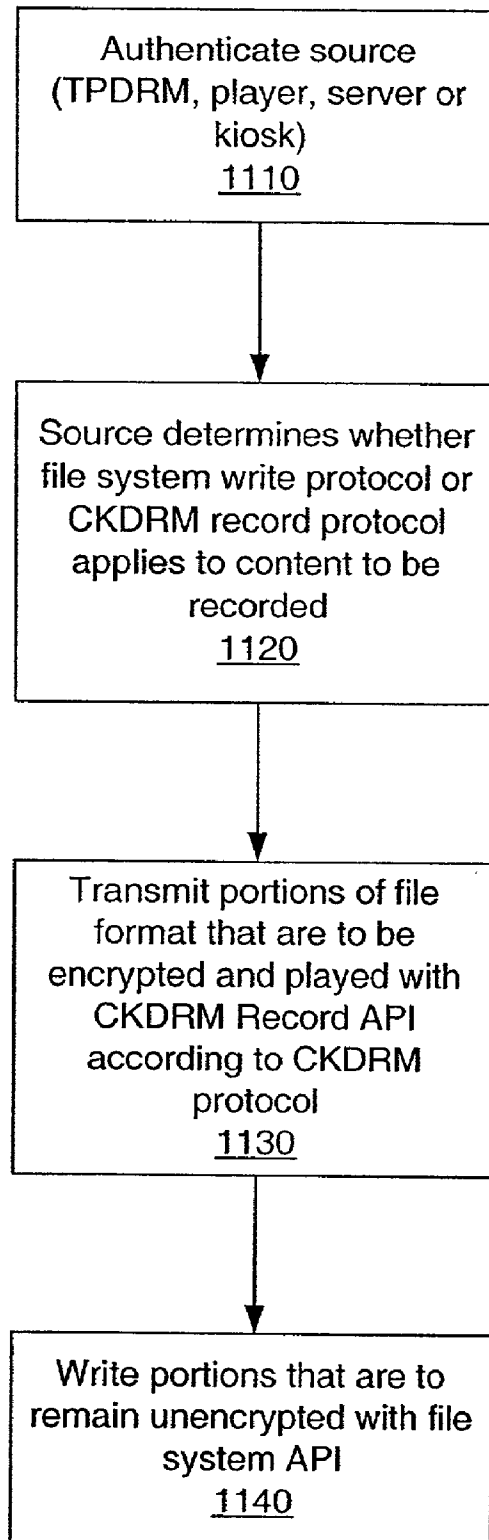 Authenticate source
(TPDRM, player, server or
kiosk)
1110
Source determines whether
file system write protocol or
CKDRM record protocol
applies to content to be
recorded
1120
Transmit portions of file
format that are to be
encrypted and played with
CKDRM Record API
according to CKDRM
protocol
1130
Write portions that are to
remain unencrypted with file
system API
1140